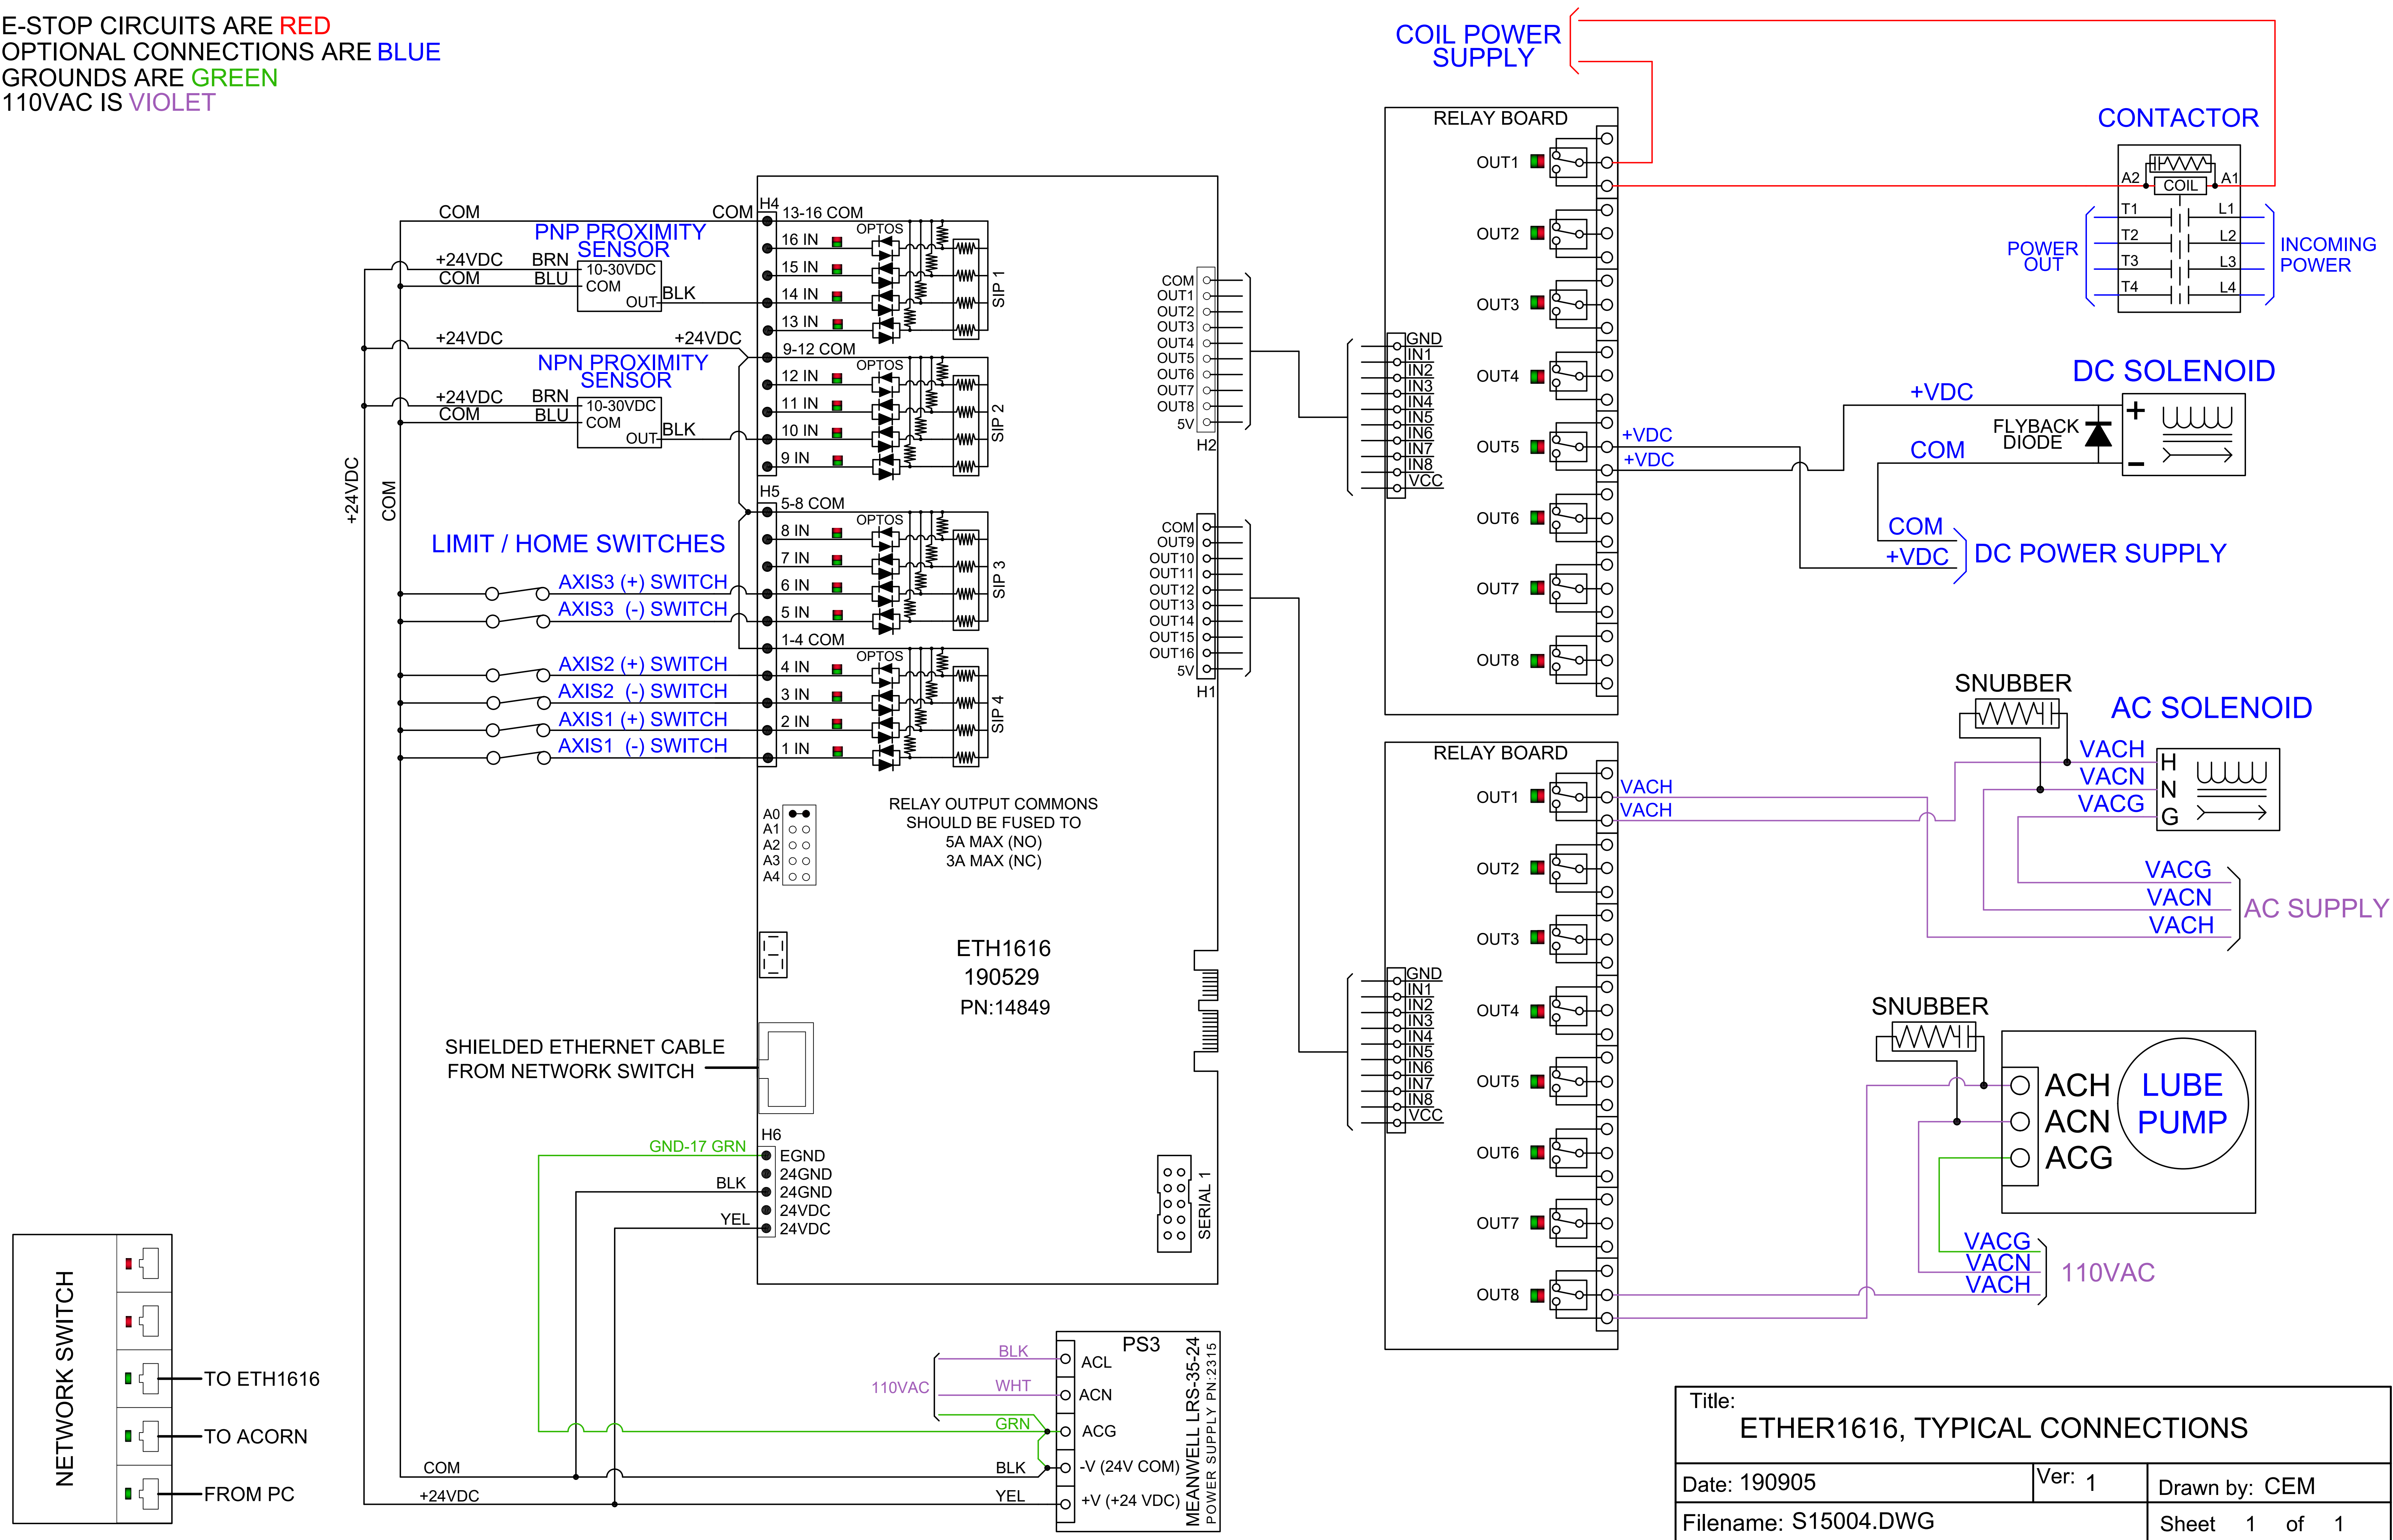 E-STOP CIRCUITS ARE RED
OPTIONAL CONNECTIONS ARE BLUE
GROUNDS ARE GREEN
110VAC IS VIOLET
COM
COM
PNP PROXIMITY
SENSOR
+24VDC
BRN
COM
BLU
10-30VDC
COM
OUT
BLK
+24VDC
+24VDC
NPN PROXIMITY
SENSOR
+24VDC
BRN
COM
BLU
10-30VDC
COM
OUT
BLK
+24VDC
COM
LIMIT / HOME SWITCHES
AXIS3 (+) SWITCH
AXIS3 (-) SWITCH
AXIS2 (+) SWITCH
AXIS2 (-) SWITCH
AXIS1 (+) SWITCH
AXIS1 (-) SWITCH
H4
13-16 COM
OPTOS
16 IN
15 IN
14 IN
13 IN
SIP 1
9-12 COM
OPTOS
12 IN
11 IN
10 IN
9 IN
SIP 2
H5
5-8 COM
OPTOS
8 IN
7 IN
6 IN
5 IN
SIP 3
1-4 COM
OPTOS
4 IN
3 IN
2 IN
1 IN
SIP 4
A0
A1
A2
A3
A4
RELAY OUTPUT COMMONS
SHOULD BE FUSED TO
5A MAX (NO)
3A MAX (NC)
ETH1616
190529
PN:14849
SHIELDED ETHERNET CABLE
FROM NETWORK SWITCH
H6
GND-17 GRN
EGND
24GND
BLK
24GND
24VDC
YEL
24VDC
SERIAL 1
COM
OUT1
OUT2
OUT3
OUT4
OUT5
OUT6
OUT7
OUT8
5V
H2
COM
OUT9
OUT10
OUT11
OUT12
OUT13
OUT14
OUT15
OUT16
5V
H1
NETWORK SWITCH
TO ETH1616
TO ACORN
FROM PC
COM
+24VDC
110VAC
BLK
WHT
GRN
BLK
YEL
PS3
ACL
ACN
ACG
-V (24V COM)
+V (+24 VDC)
MEANWELL LRS-35-24
POWER SUPPLY PN:2315
COIL POWER
SUPPLY
RELAY BOARD
OUT1
OUT2
OUT3
OUT4
OUT5
OUT6
OUT7
OUT8
GND
IN1
IN2
IN3
IN4
IN5
IN6
IN7
IN8
VCC
+VDC
+VDC
CONTACTOR
A2
COIL
A1
T1
L1
T2
L2
T3
L3
T4
L4
POWER
OUT
INCOMING
POWER
DC SOLENOID
+VDC
FLYBACK
DIODE
+
COM
−
COM
+VDC
DC POWER SUPPLY
RELAY BOARD
OUT1
OUT2
OUT3
OUT4
OUT5
OUT6
OUT7
OUT8
GND
IN1
IN2
IN3
IN4
IN5
IN6
IN7
IN8
VCC
VACH
VACH
SNUBBER
AC SOLENOID
VACH
H
VACN
N
VACG
G
VACG
VACN
VACH
AC SUPPLY
SNUBBER
ACH
ACN
ACG
LUBE
PUMP
VACG
VACN
VACH
110VAC
Title:
ETHER1616, TYPICAL CONNECTIONS
Date: 190905
Ver: 1
Drawn by: CEM
Filename: S15004.DWG
Sheet 1 of 1